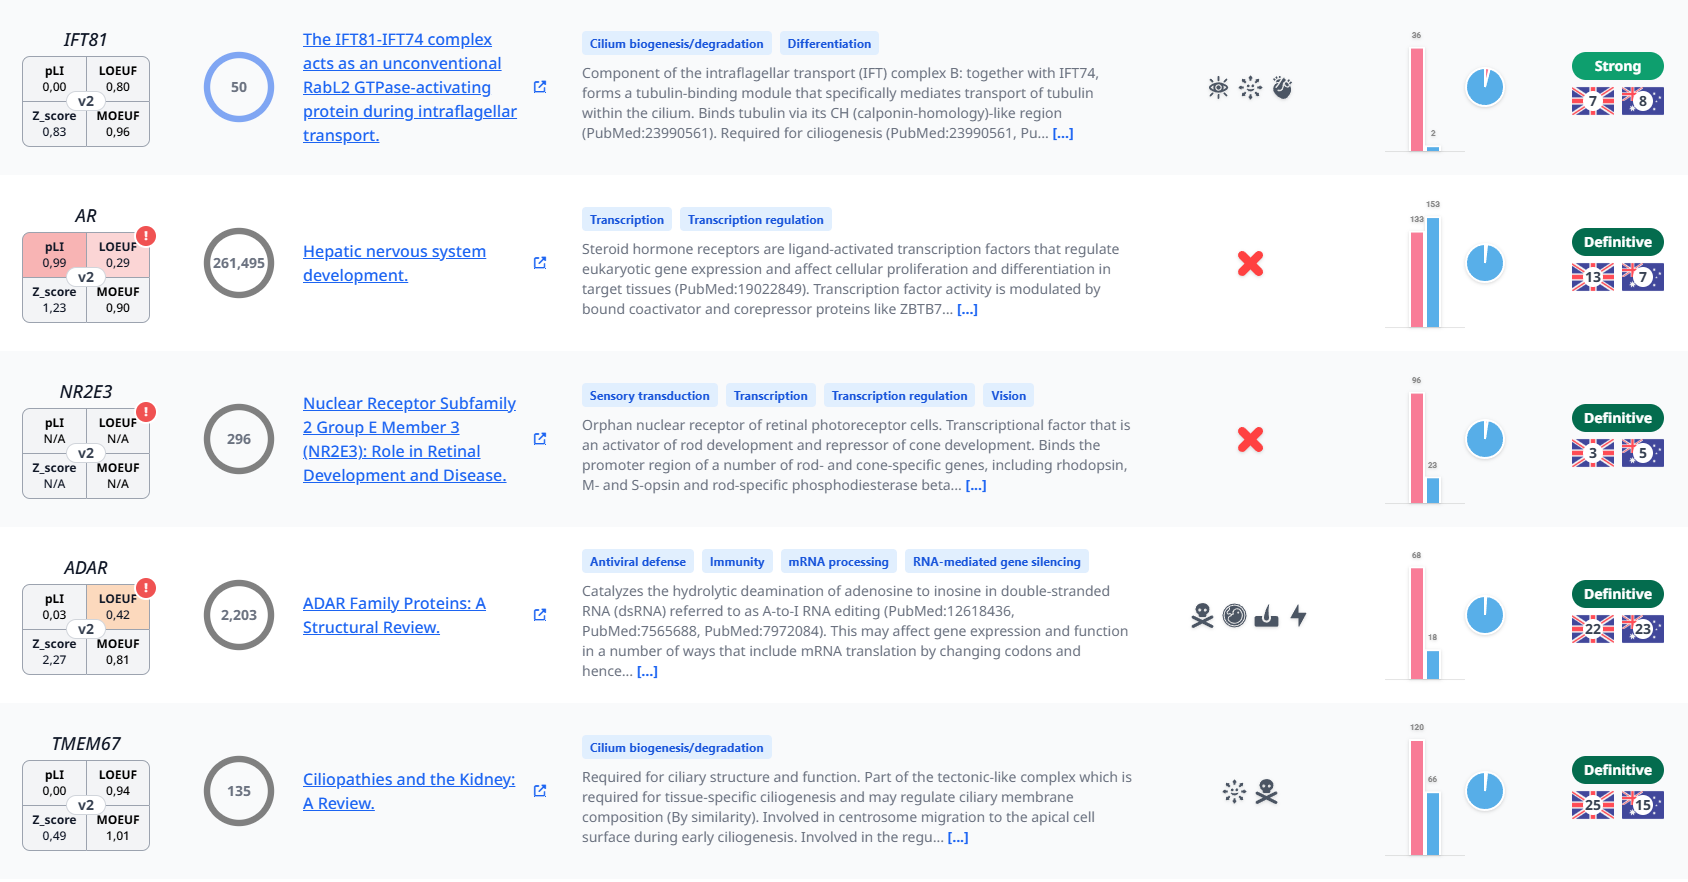 IFT81
pLI LOEUF
0,00 0,80
v2
Z_score MOEUF
0,83 0,96
50
The IFT81-IFT74 complex
acts as an unconventional
RabL2 GTPase-activating
protein during intraflagellar
transport.
Cilium biogenesis/degradation Differentiation
Component of the intraflagellar transport (IFT) complex B: together with IFT74,
forms a tubulin-binding module that specifically mediates transport of tubulin
within the cilium. Binds tubulin via its CH (calponin-homology)-like region
(PubMed:23990561). Required for ciliogenesis (PubMed:23990561, Pu... [...]
36
2
Strong
7 8
AR
!
pLI LOEUF
0,99 0,29
v2
Z_score MOEUF
1,23 0,90
261,495
Hepatic nervous system
development.
Transcription Transcription regulation
Steroid hormone receptors are ligand-activated transcription factors that regulate
eukaryotic gene expression and affect cellular proliferation and differentiation in
target tissues (PubMed:19022849). Transcription factor activity is modulated by
bound coactivator and corepressor proteins like ZBTB7... [...]
133
153
Definitive
13 7
NR2E3
!
pLI LOEUF
N/A N/A
v2
Z_score MOEUF
N/A N/A
296
Nuclear Receptor Subfamily
2 Group E Member 3
(NR2E3): Role in Retinal
Development and Disease.
Sensory transduction Transcription Transcription regulation Vision
Orphan nuclear receptor of retinal photoreceptor cells. Transcriptional factor that is
an activator of rod development and repressor of cone development. Binds the
promoter region of a number of rod- and cone-specific genes, including rhodopsin,
M- and S-opsin and rod-specific phosphodiesterase beta... [...]
96
23
Definitive
3 5
ADAR
!
pLI LOEUF
0,03 0,42
v2
Z_score MOEUF
2,27 0,81
2,203
ADAR Family Proteins: A
Structural Review.
Antiviral defense Immunity mRNA processing RNA-mediated gene silencing
Catalyzes the hydrolytic deamination of adenosine to inosine in double-stranded
RNA (dsRNA) referred to as A-to-I RNA editing (PubMed:12618436,
PubMed:7565688, PubMed:7972084). This may affect gene expression and function
in a number of ways that include mRNA translation by changing codons and
hence... [...]
68
18
Definitive
22 23
TMEM67
pLI LOEUF
0,00 0,94
v2
Z_score MOEUF
0,49 1,01
135
Ciliopathies and the Kidney:
A Review.
Cilium biogenesis/degradation
Required for ciliary structure and function. Part of the tectonic-like complex which is
required for tissue-specific ciliogenesis and may regulate ciliary membrane
composition (By similarity). Involved in centrosome migration to the apical cell
surface during early ciliogenesis. Involved in the regu... [...]
120
66
Definitive
25 15